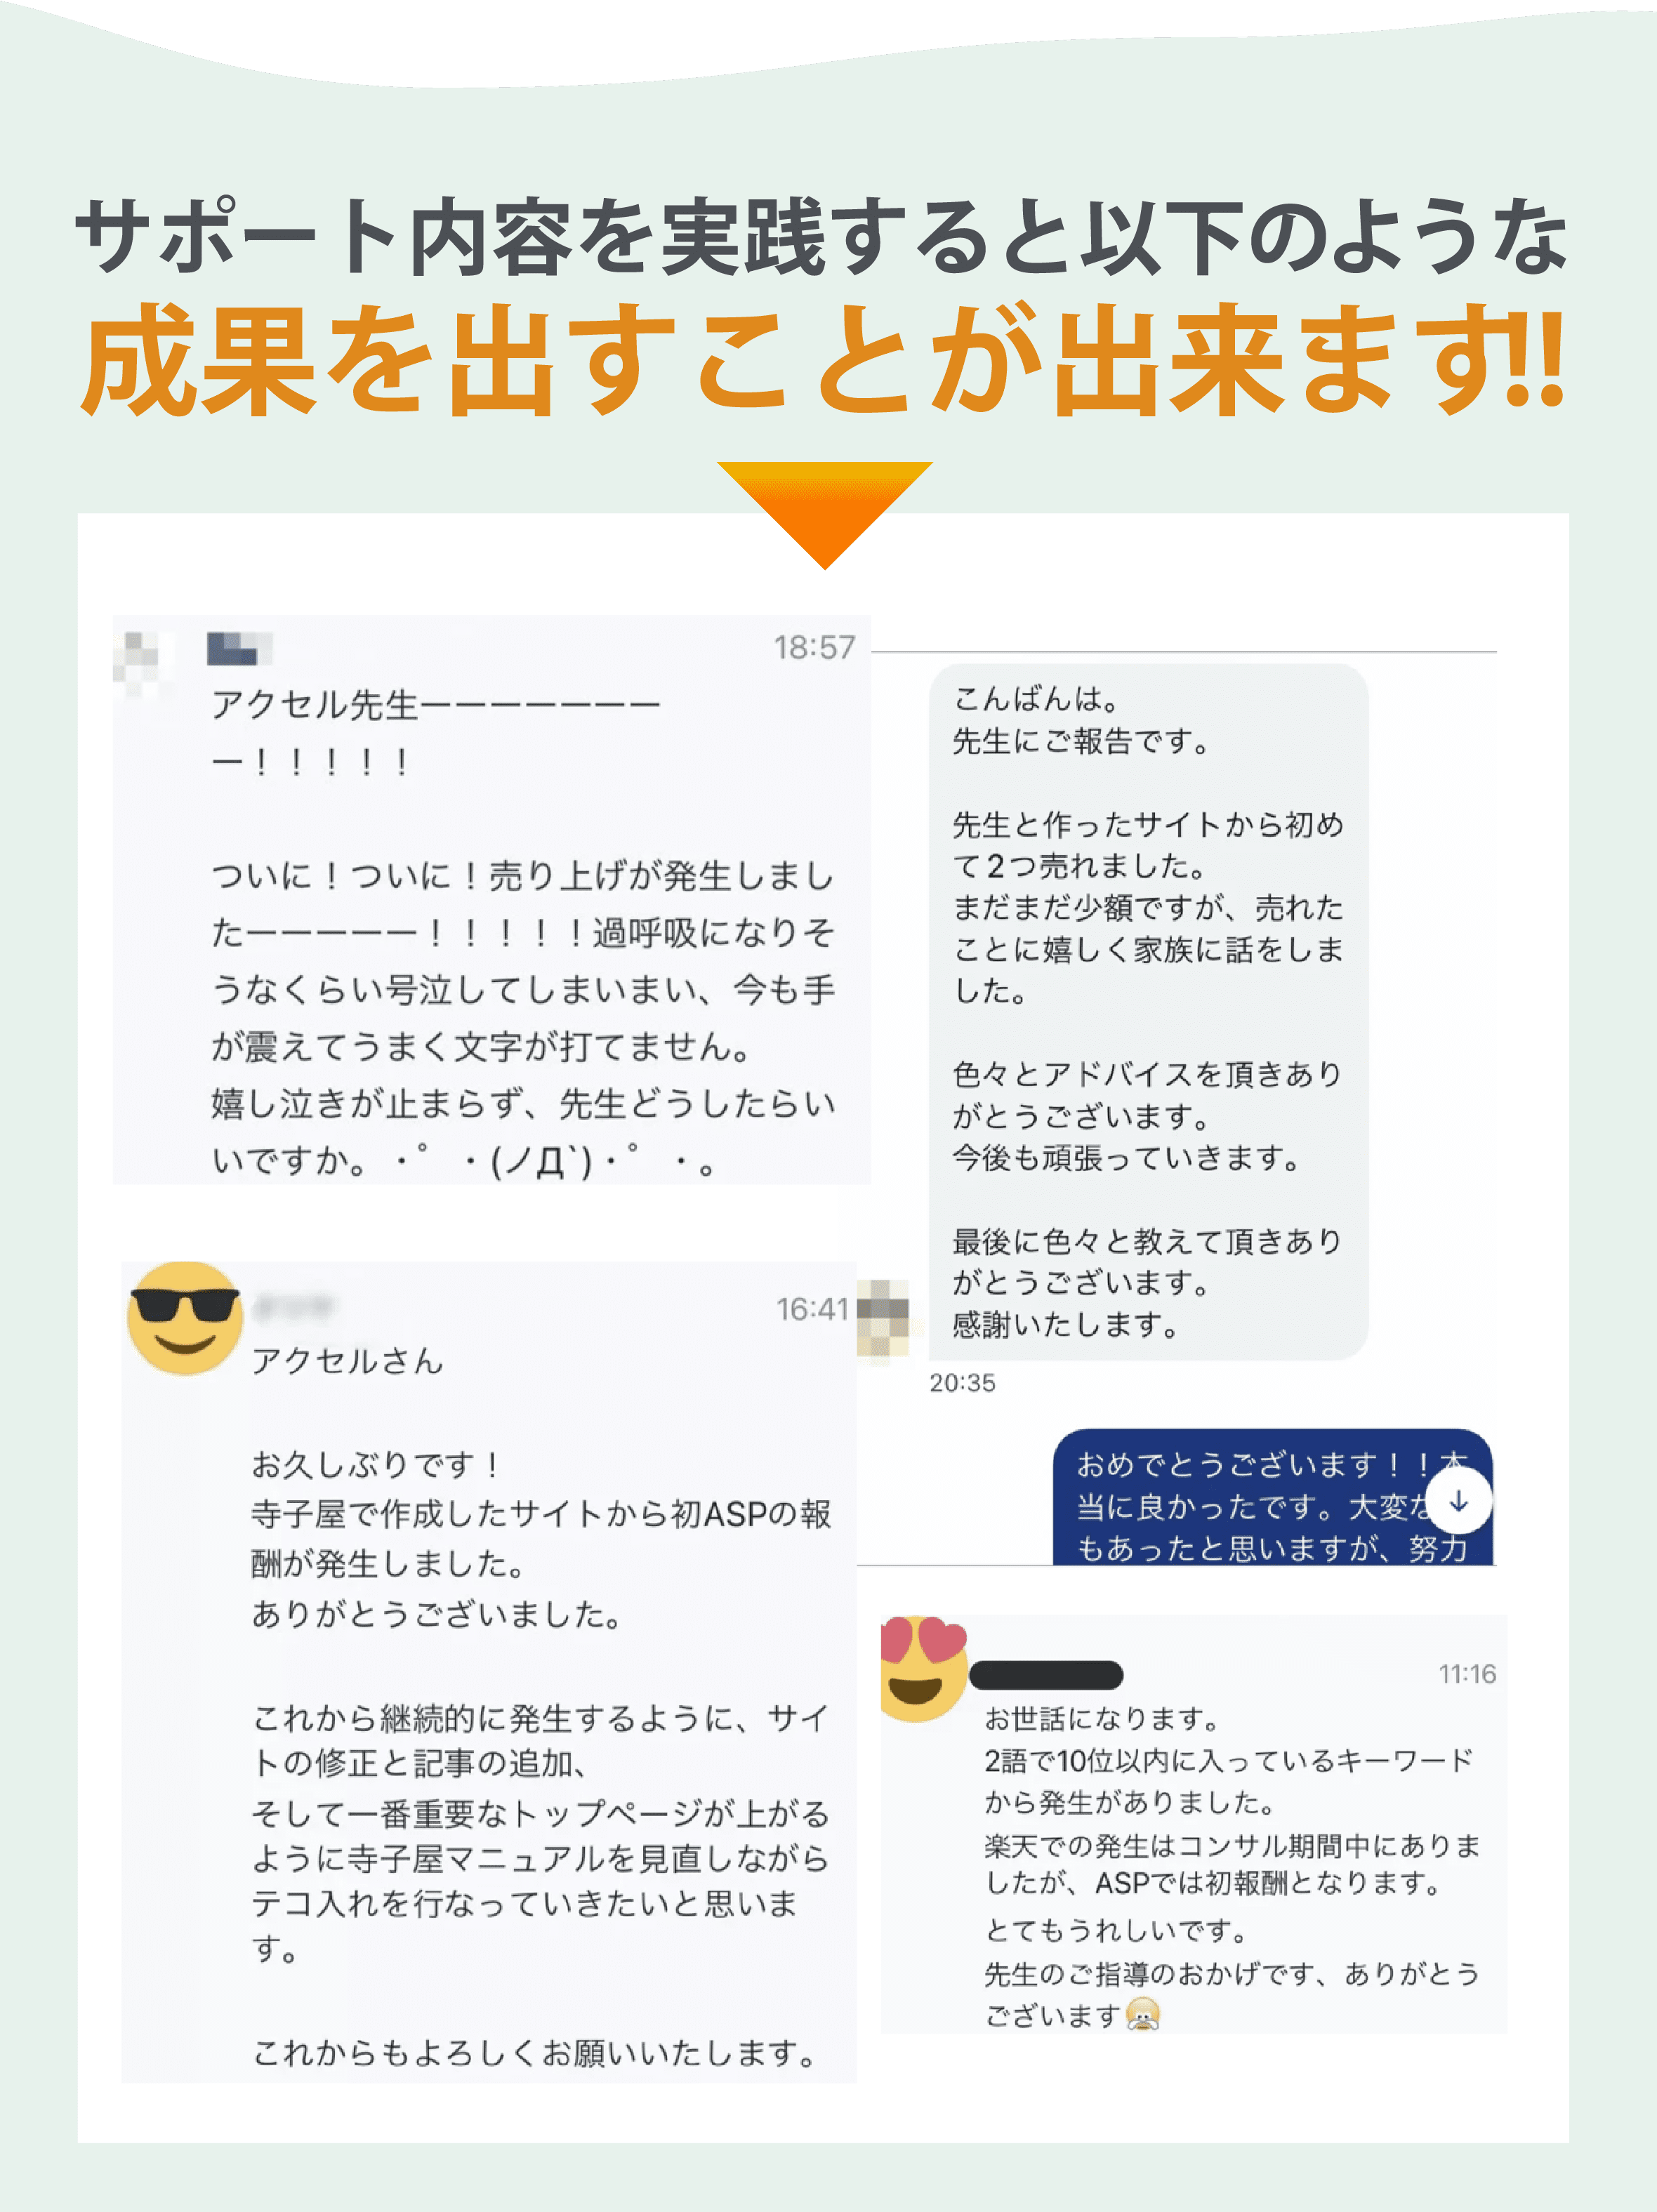 サポート内容を実践すると以下のような
成果を出すことが出来ます!!
18:57
アクセル先生ーーーーーーー
ー！！！！！
ついに！ついに！売り上げが発生しまし
たーーーーー！！！！！過呼吸になりそ
うなくらい号泣してしまいまい、今も手
が震えてうまく文字が打てません。
嬉し泣きが止まらず、先生どうしたらい
いですか。・゜・(ノД`)・゜・。
こんばんは。
先生にご報告です。
先生と作ったサイトから初め
て２つ売れました。
まだまだ少額ですが、売れた
ことに嬉しく家族に話をしま
した。
色々とアドバイスを頂きあり
がとうございます。
今後も頑張っていきます。
最後に色々と教えて頂きあり
がとうございます。
感謝いたします。
20:35
おめでとうございます！！本
当に良かったです。大変な
もあったと思いますが、努力
16:41
アクセルさん
お久しぶりです！
寺子屋で作成したサイトから初ASPの報
酬が発生しました。
ありがとうございました。
これから継続的に発生するように、サイ
トの修正と記事の追加、
そして一番重要なトップページが上がる
ように寺子屋マニュアルを見直しながら
テコ入れを行なっていきたいと思いま
す。
これからもよろしくお願いいたします。
11:16
お世話になります。
2語で10位以内に入っているキーワード
から発生がありました。
楽天での発生はコンサル期間中にありま
したが、ASPでは初報酬となります。
とてもうれしいです。
先生のご指導のおかげです、ありがとう
ございます